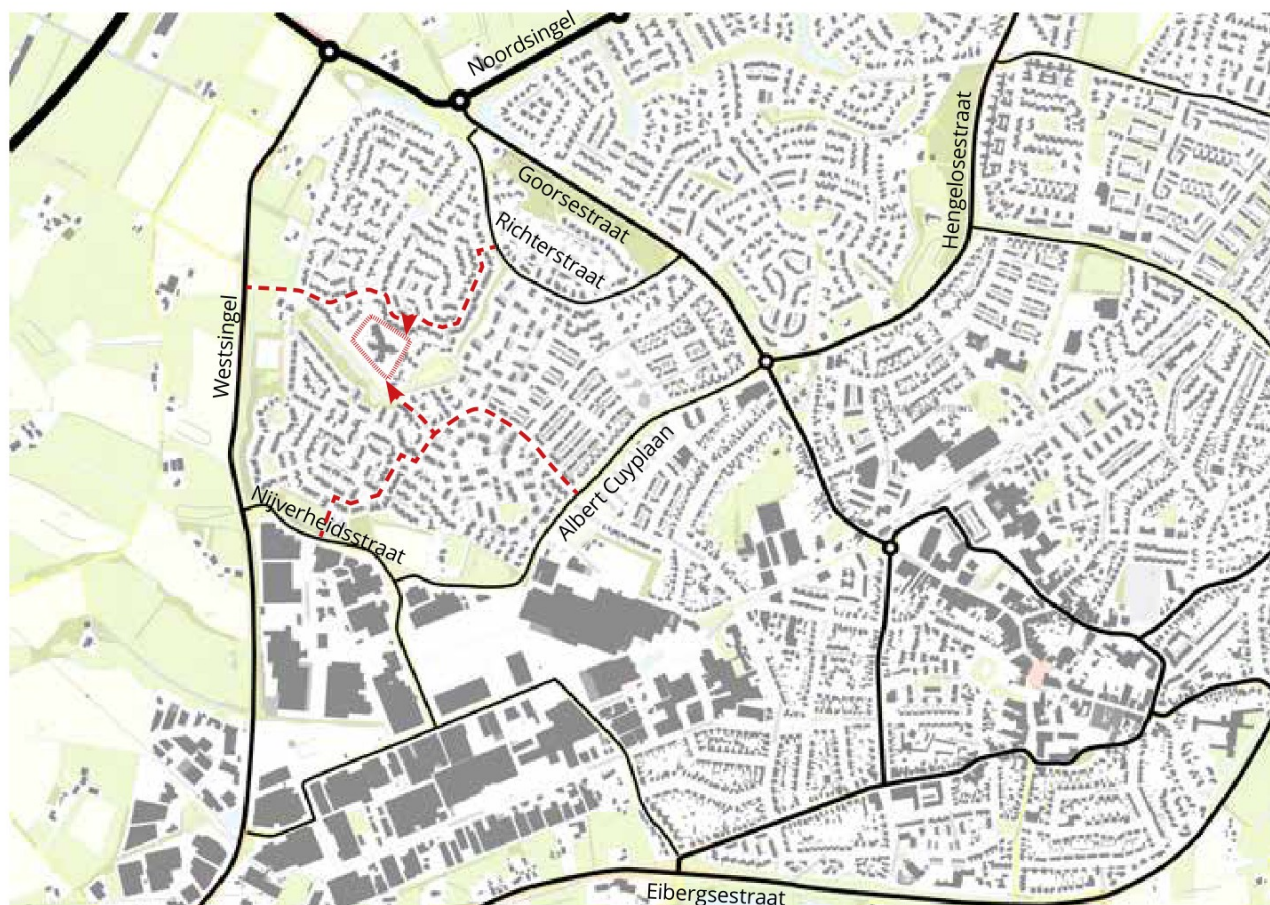 Noordsingel
Hengelosestraat
Goorsestraat
Richterstraat
Westsingel
Albert Cuyplaan
Nijverheidsstraat
Eibergsestraat